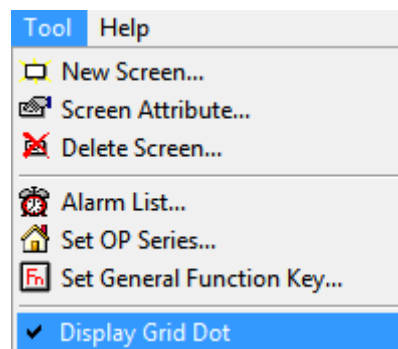 Tool Help
New Screen...
Screen Attribute...
Delete Screen...
Alarm List...
Set OP Series...
Fn Set General Function Key...
Display Grid Dot